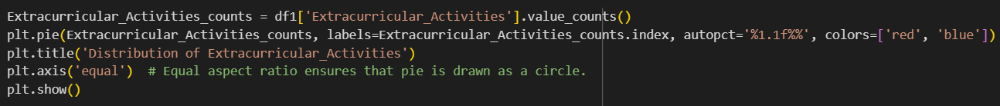 Extracurricular_Activities_counts = df1['Extracurricular_Activities'].value_counts()
plt.pie(Extracurricular_Activities_counts, labels=Extracurricular_Activities_counts.index, autopct='%1.1f%%', colors=['red', 'blue'])
plt.title('Distribution of Extracurricular_Activities')
plt.axis('equal')  # Equal aspect ratio ensures that pie is drawn as a circle.
plt.show()